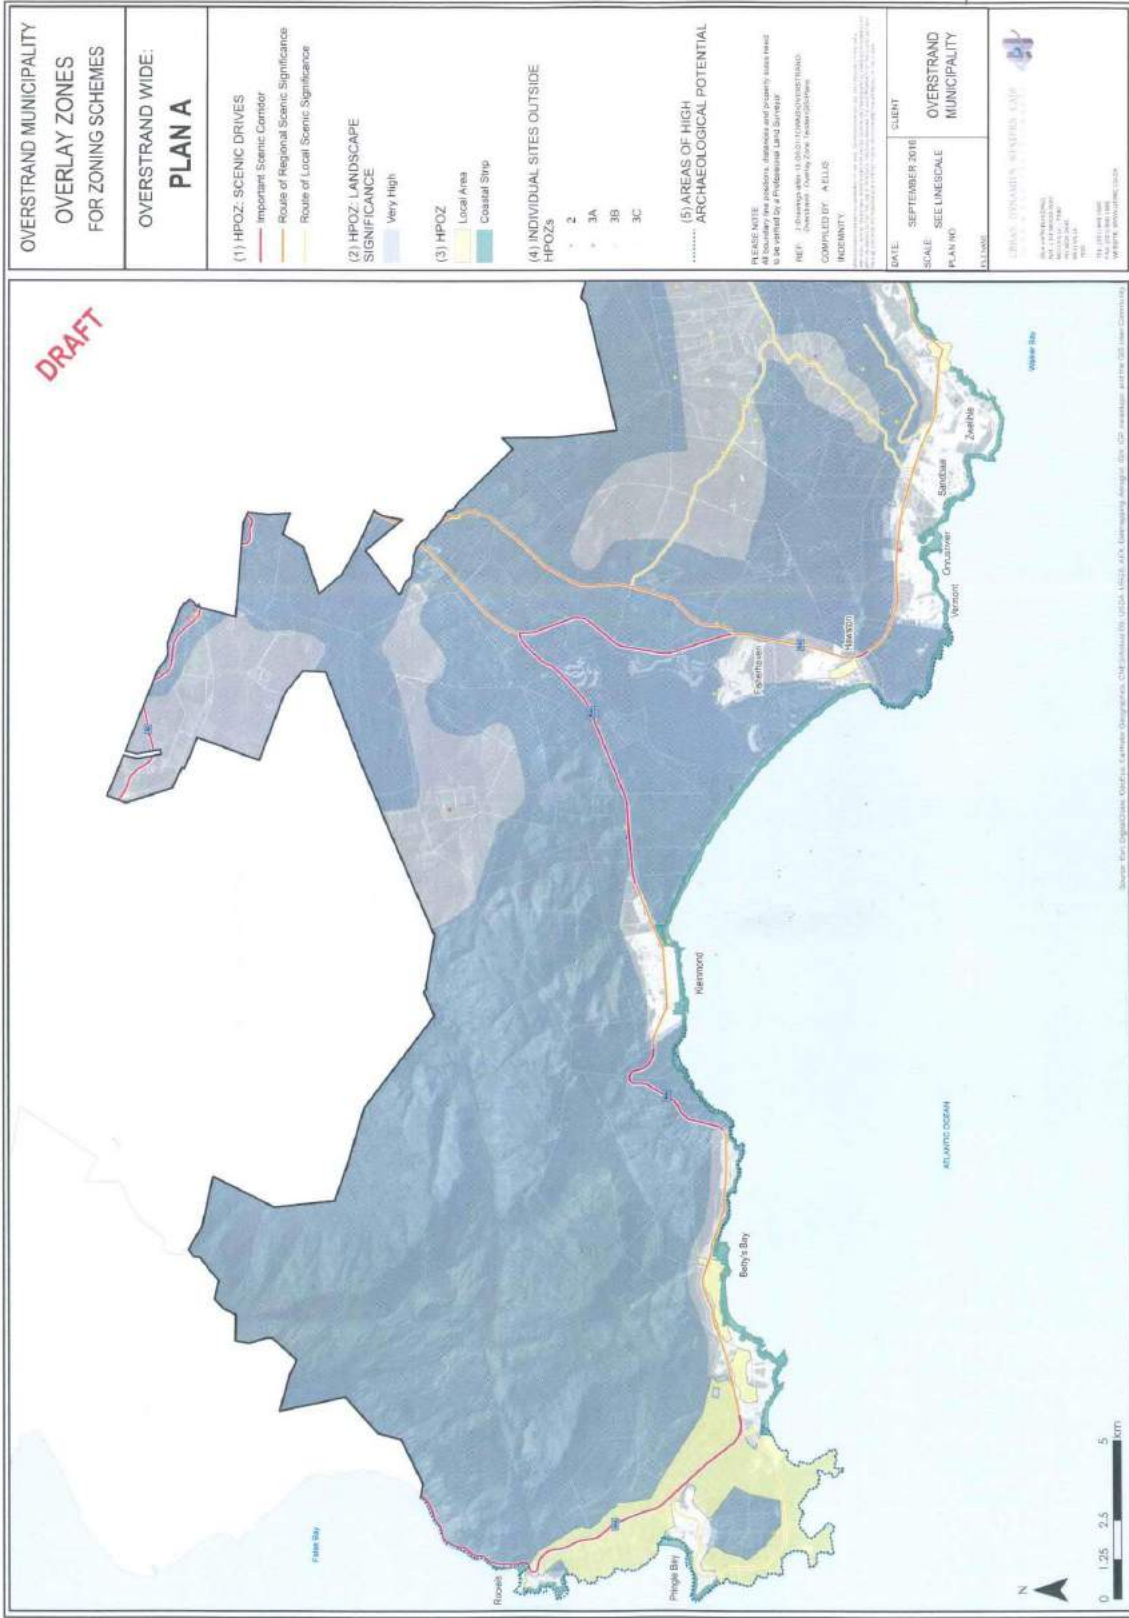 OVERSTRAND MUNICIPALITY
OVERLAY ZONES
FOR ZONING SCHEMES
OVERSTRAND WIDE:
PLAN A
(1) HPOZ: SCENIC DRIVES
Important Scenic Corridor
Route of Regional Scenic Significance
Route of Local Scenic Significance
(2) HPOZ: LANDSCAPE
SIGNIFICANCE
Very High
(3) HPOZ
Local Area
Coastal Strip
(4) INDIVIDUAL SITES OUTSIDE
HPOZs
2
3A
3B
3C
(5) AREAS OF HIGH
ARCHAEOLOGICAL POTENTIAL
PLEASE NOTE
All boundary line positions, distances and property sizes need
to be verified by a Professional Land Surveyor
REF:
COMPILED BY: A ELLIS
INDEMNITY:
DATE: SEPTEMBER 2016
SCALE: SEE LINESCALE
PLAN NO:
CLIENT
OVERSTRAND
MUNICIPALITY
DRAFT
False Bay
Rooiels
Pringle Bay
Betty's Bay
Kleinmond
Fisherhaven
Hawston
Vermont
Onrustrivier
Sandbaai
Zwelihle
Walker Bay
ATLANTIC OCEAN
N
0 1.25 2.5 5
km